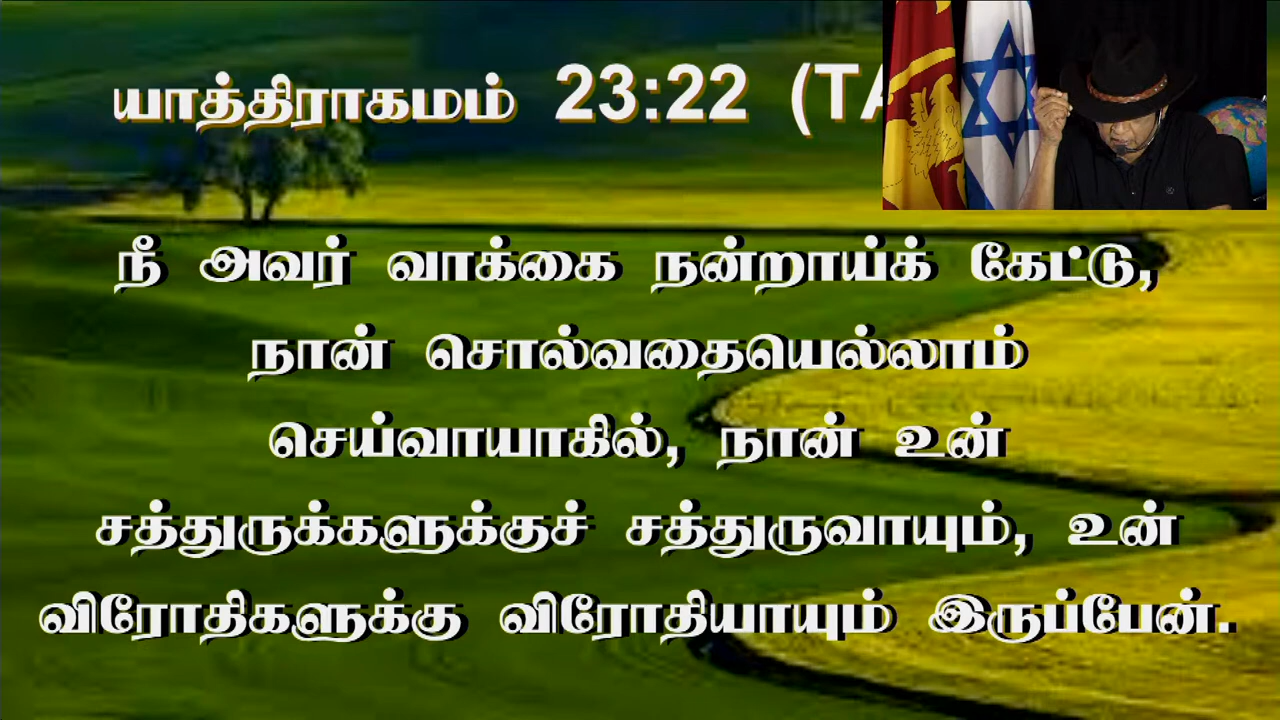 யாத்திராகமம் 23:22 (TA
நீ அவர் வாக்கை நன்றாய்க் கேட்டு,
நான் சொல்வதையெல்லாம்
செய்வாயாகில், நான் உன்
சத்துருக்களுக்குச் சத்துருவாயும், உன்
விரோதிகளுக்கு விரோதியாயும் இருப்பேன்.